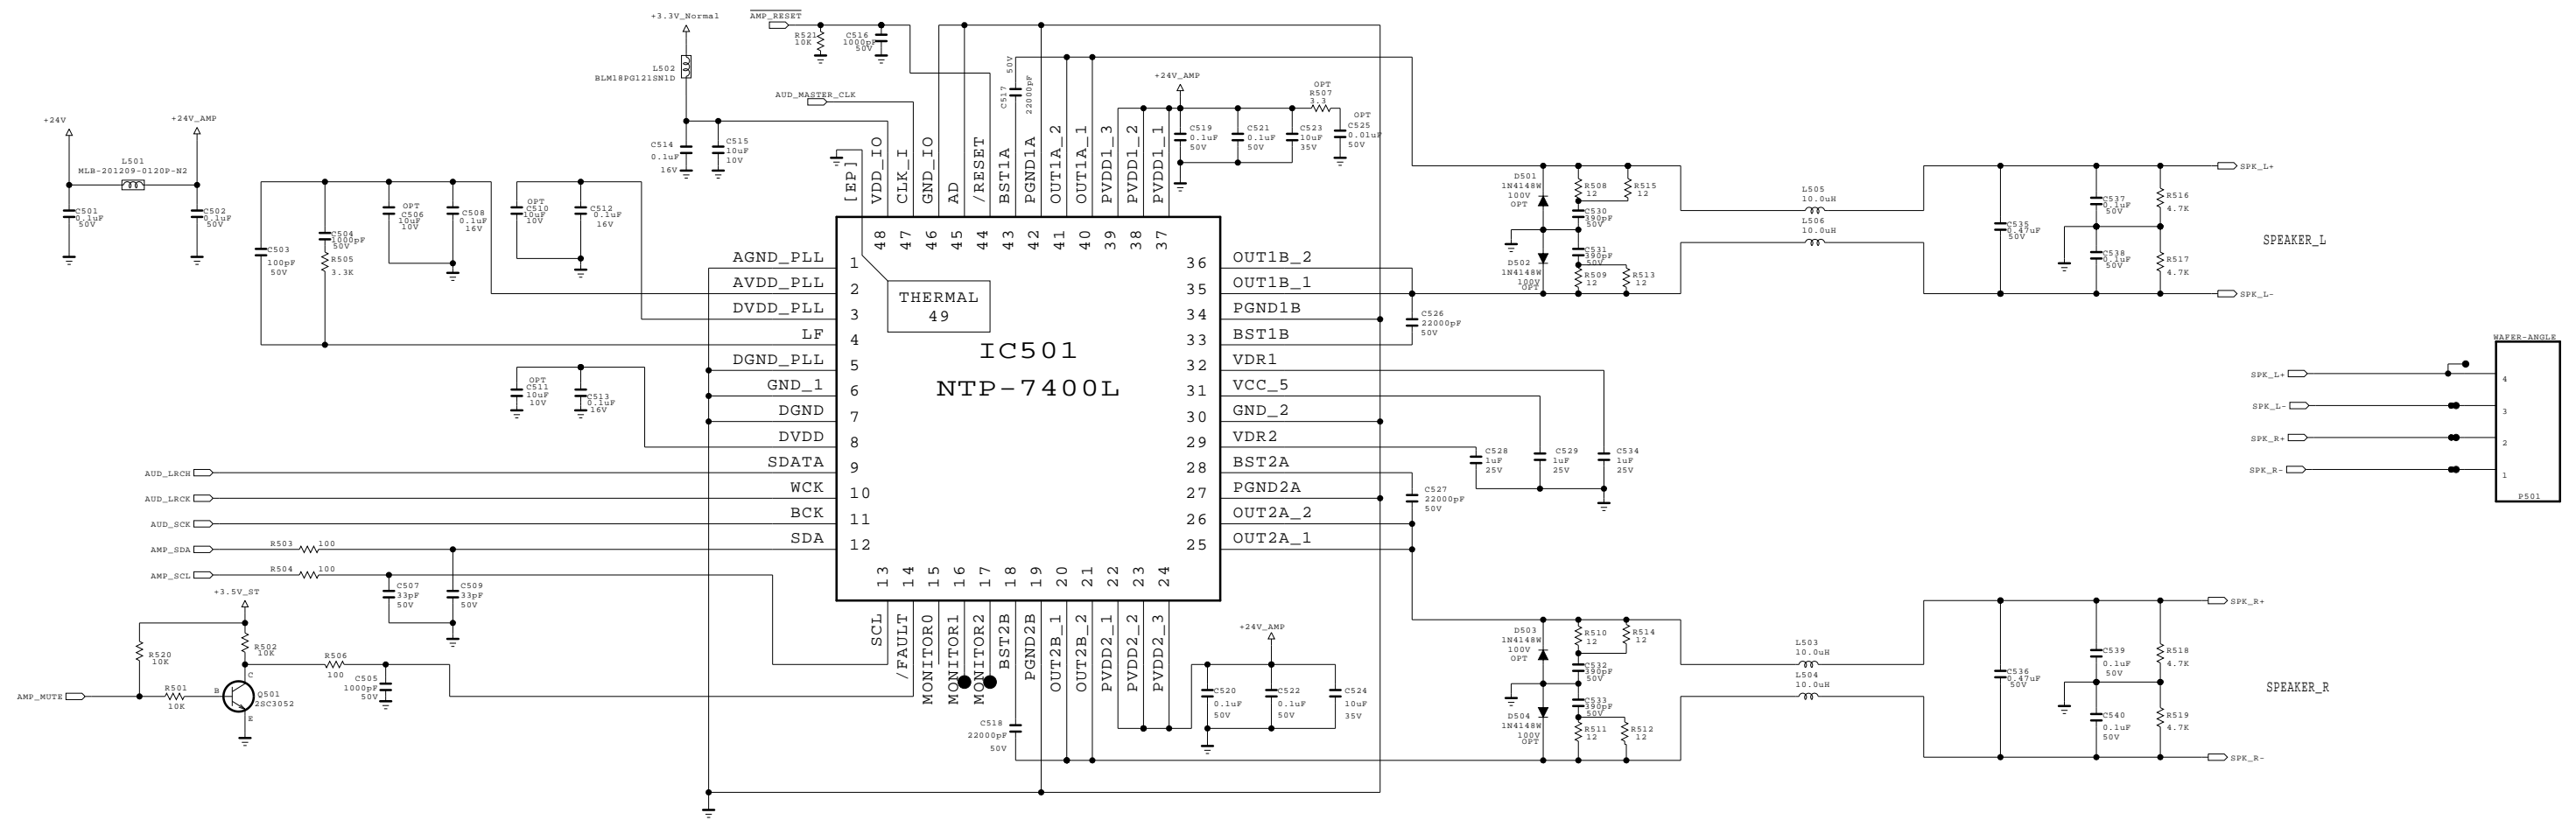 +24V
+24V_AMP
L501
MLB-201209-0120P-N2
C501
0.1uF
50V
C502
0.1uF
50V
C503
100pF
50V
C504
1000pF
50V
R505
3.3K
OPT
C506
10uF
10V
C508
0.1uF
16V
OPT
C510
10uF
10V
C512
0.1uF
16V
OPT
C511
10uF
10V
C513
0.1uF
16V
+3.3V_Normal
L502
BLM18PG121SN1D
C514
0.1uF
16V
C515
10uF
10V
AMP_RESET
R521
10K
C516
1000pF
50V
AUD_MASTER_CLK
C517
22000pF
50V
+24V_AMP
C519
0.1uF
50V
C521
0.1uF
50V
C523
10uF
35V
OPT
R507
3.3
OPT
C525
0.01uF
50V
[EP]
VDD_IO
CLK_I
GND_IO
AD
/RESET
BST1A
PGND1A
OUT1A_2
OUT1A_1
PVDD1_3
PVDD1_2
PVDD1_1
48
47
46
45
44
43
42
41
40
39
38
37
AGND_PLL 1
AVDD_PLL 2
DVDD_PLL 3
LF 4
DGND_PLL 5
GND_1 6
DGND 7
DVDD 8
SDATA 9
WCK 10
BCK 11
SDA 12
THERMAL
49
IC501
NTP-7400L
36 OUT1B_2
35 OUT1B_1
34 PGND1B
33 BST1B
32 VDR1
31 VCC_5
30 GND_2
29 VDR2
28 BST2A
27 PGND2A
26 OUT2A_2
25 OUT2A_1
13
14
15
16
17
18
19
20
21
22
23
24
SCL
/FAULT
MONITOR0
MONITOR1
MONITOR2
BST2B
PGND2B
OUT2B_1
OUT2B_2
PVDD2_1
PVDD2_2
PVDD2_3
AUD_LRCH
AUD_LRCK
AUD_SCK
AMP_SDA
R503 100
AMP_SCL
R504 100
C507
33pF
50V
C509
33pF
50V
+3.5V_ST
R520
10K
R502
10K
R506
100
C505
1000pF
50V
AMP_MUTE
R501
10K
B
C
E
Q501
2SC3052
C518
22000pF
50V
+24V_AMP
C520
0.1uF
50V
C522
0.1uF
50V
C524
10uF
35V
C526
22000pF
50V
C527
22000pF
50V
C528
1uF
25V
C529
1uF
25V
C534
1uF
25V
D501
1N4148W
100V
OPT
R508
12
R515
12
C530
390pF
50V
C531
390pF
50V
D502
1N4148W
100V
OPT
R509
12
R513
12
L505
10.0uH
L506
10.0uH
C535
0.47uF
50V
C537
0.1uF
50V
C538
0.1uF
50V
R516
4.7K
R517
4.7K
SPK_L+
SPK_L-
SPEAKER_L
D503
1N4148W
100V
OPT
R510
12
R514
12
C532
390pF
50V
C533
390pF
50V
D504
1N4148W
100V
OPT
R511
12
R512
12
L503
10.0uH
L504
10.0uH
C536
0.47uF
50V
C539
0.1uF
50V
C540
0.1uF
50V
R518
4.7K
R519
4.7K
SPK_R+
SPK_R-
SPEAKER_R
WAFER-ANGLE
SPK_L+
4
SPK_L-
3
SPK_R+
2
SPK_R-
1
P501